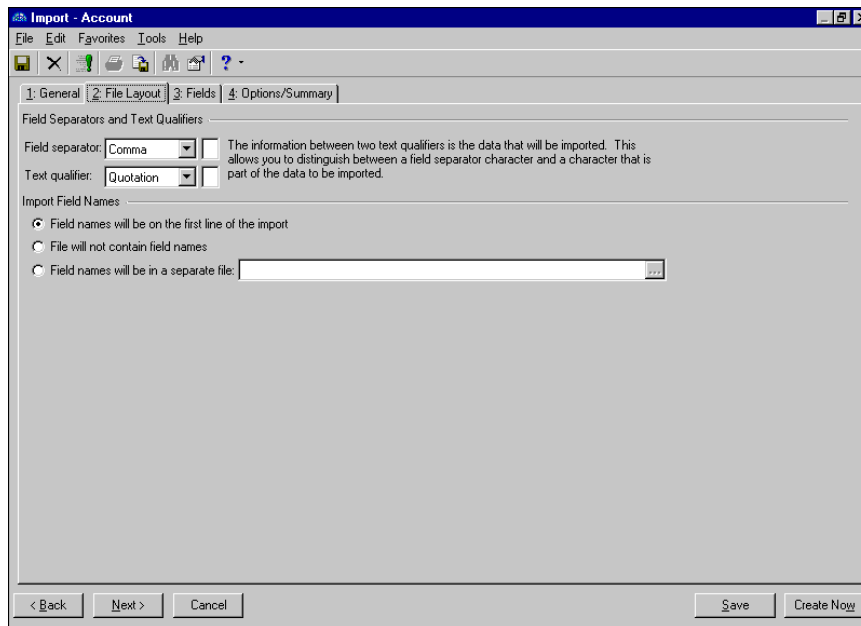 Import - Account
File Edit Favorites Tools Help
1: General 2: File Layout 3: Fields 4: Options/Summary
Field Separators and Text Qualifiers
Field separator: Comma
The information between two text qualifiers is the data that will be imported. This
allows you to distinguish between a field separator character and a character that is
part of the data to be imported.
Text qualifier: Quotation
Import Field Names
Field names will be on the first line of the import
File will not contain field names
Field names will be in a separate file: ...
< Back Next > Cancel Save Create Now